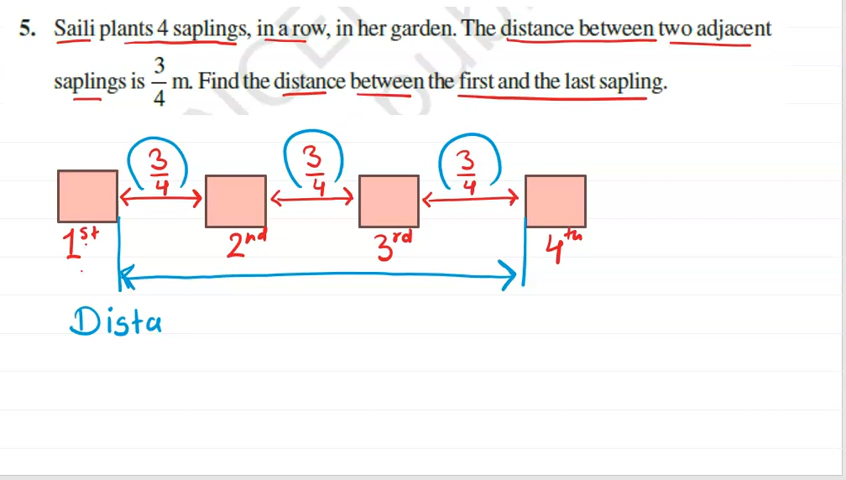 5. Saili plants 4 saplings, in a row, in her garden. The distance between two adjacent
saplings is 3/4 m. Find the distance between the first and the last sapling.
3/4 3/4 3/4
1st 2nd 3rd 4th
Dista